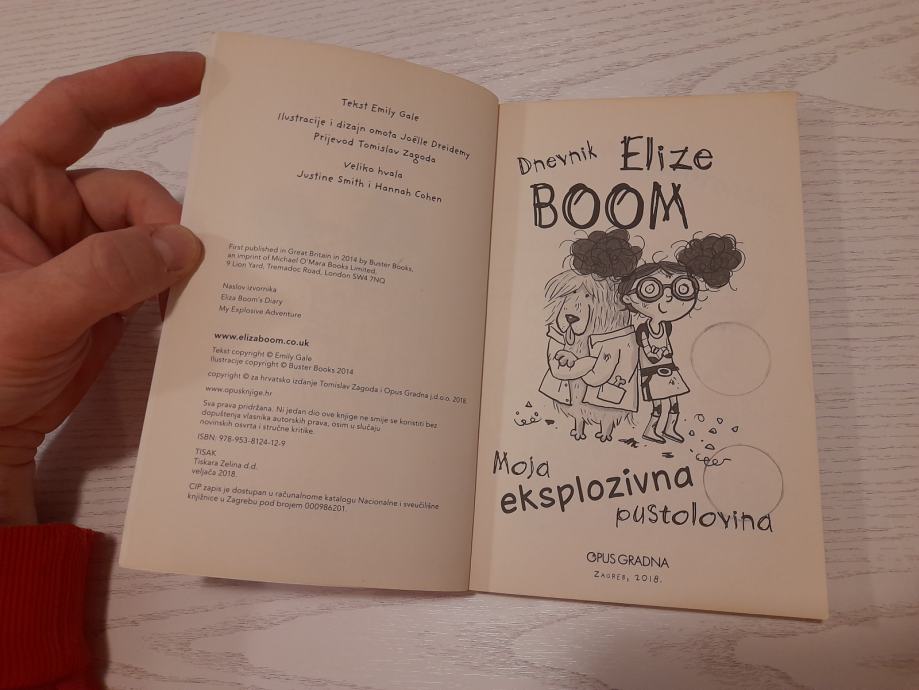 Tekst Emily Gale
Ilustracije i dizajn omota Joëlle Dreidemy
Prijevod Tomislav Zagoda
Veliko hvala
Justine Smith i Hannah Cohen
First published in Great Britain in 2014 by Buster Books,
an imprint of Michael O'Mara Books Limited,
9 Lion Yard, Tremadoc Road, London SW4 7NQ
Naslov izvornika
Eliza Boom's Diary
My Explosive Adventure
www.elizaboom.co.uk
Tekst copyright © Emily Gale
Ilustracije copyright © Buster Books 2014
copyright © za hrvatsko izdanje Tomislav Zagoda i Opus Gradna j.d.o.o. 2018.
www.opusknjige.hr
Sva prava pridržana. Ni jedan dio ove knjige ne smije se koristiti bez
dopuštenja vlasnika autorskih prava, osim u slučaju
novinskih osvrta i stručne kritike.
ISBN: 978-953-8124-12-9
TISAK
Tiskara Zelina d.d.
veljača 2018.
CIP zapis je dostupan u računalnome katalogu Nacionalne i sveučilišne
knjižnice u Zagrebu pod brojem 000986201.
Dnevnik Elize
BOOM
Moja
eksplozivna
pustolovina
OPUS GRADNA
Zagreb, 2018.